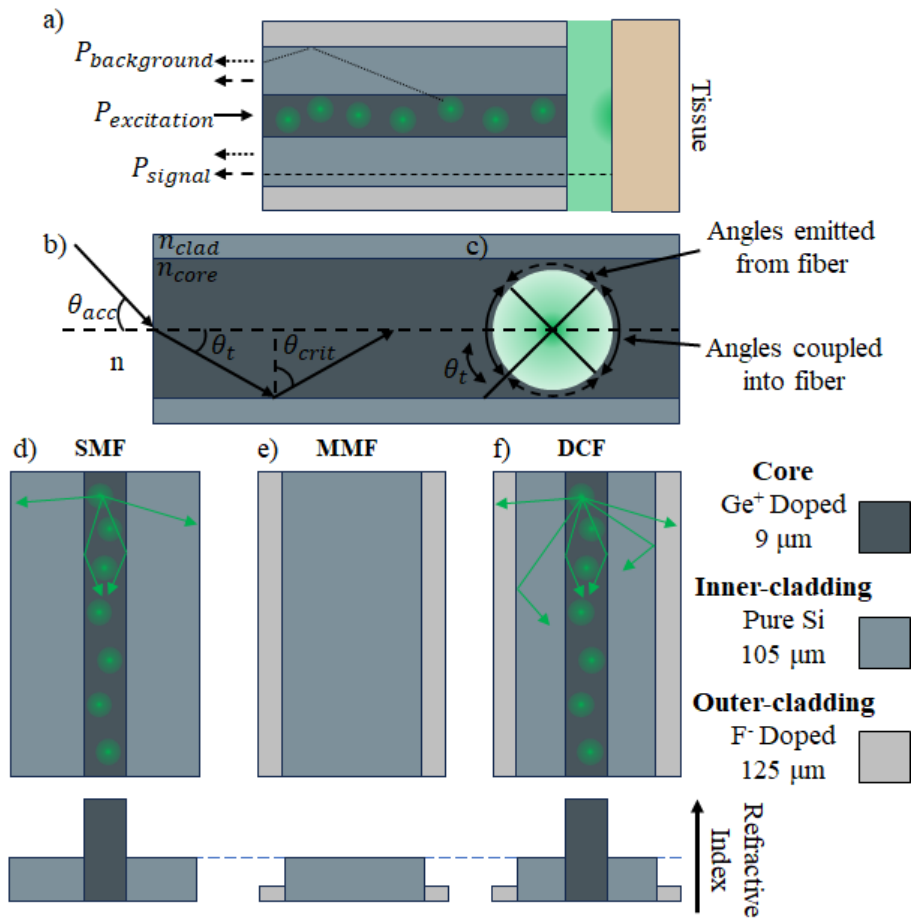 a)
P_background
P_excitation
P_signal
Tissue
b)
n_clad
n_core
c)
θ_acc
θ_t
θ_crit
n
θ_t
Angles emitted
from fiber
Angles coupled
into fiber
d)
SMF
e)
MMF
f)
DCF
Core
Ge⁺ Doped
9 μm
Inner-cladding
Pure Si
105 μm
Outer-cladding
F⁻ Doped
125 μm
Refractive
Index